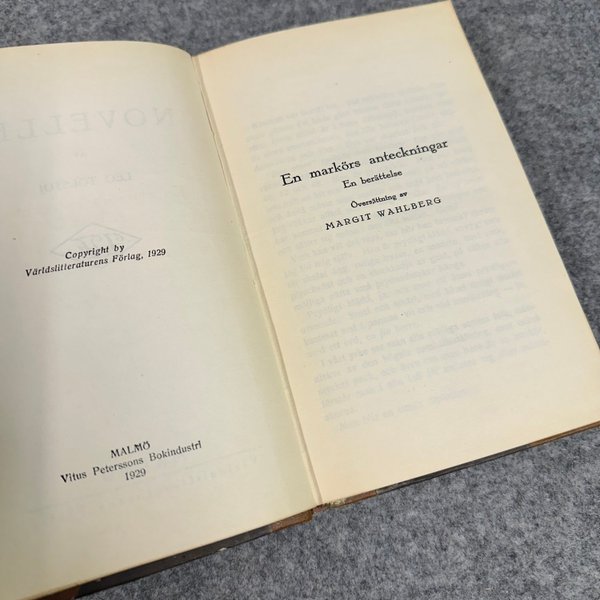 Copyright by
Världslitteraturens Förlag, 1929
MALMÖ
Vitus Peterssons Bokindustri
1929
En markörs anteckningar
En berättelse
Översättning av
MARGIT WAHLBERG